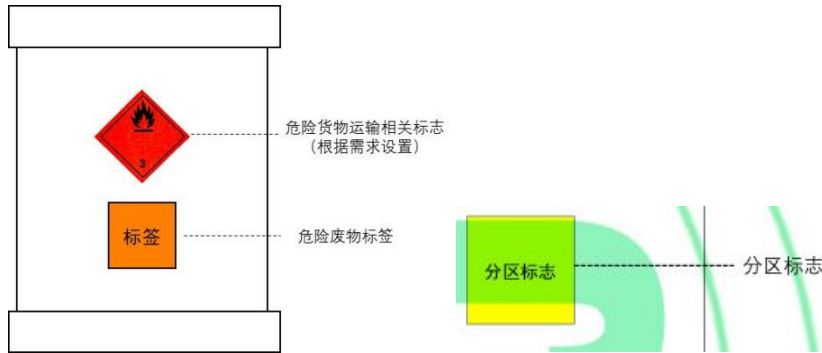 危险货物运输相关标志
（根据需求设置）
3
标签
危险废物标签
分区标志
分区标志